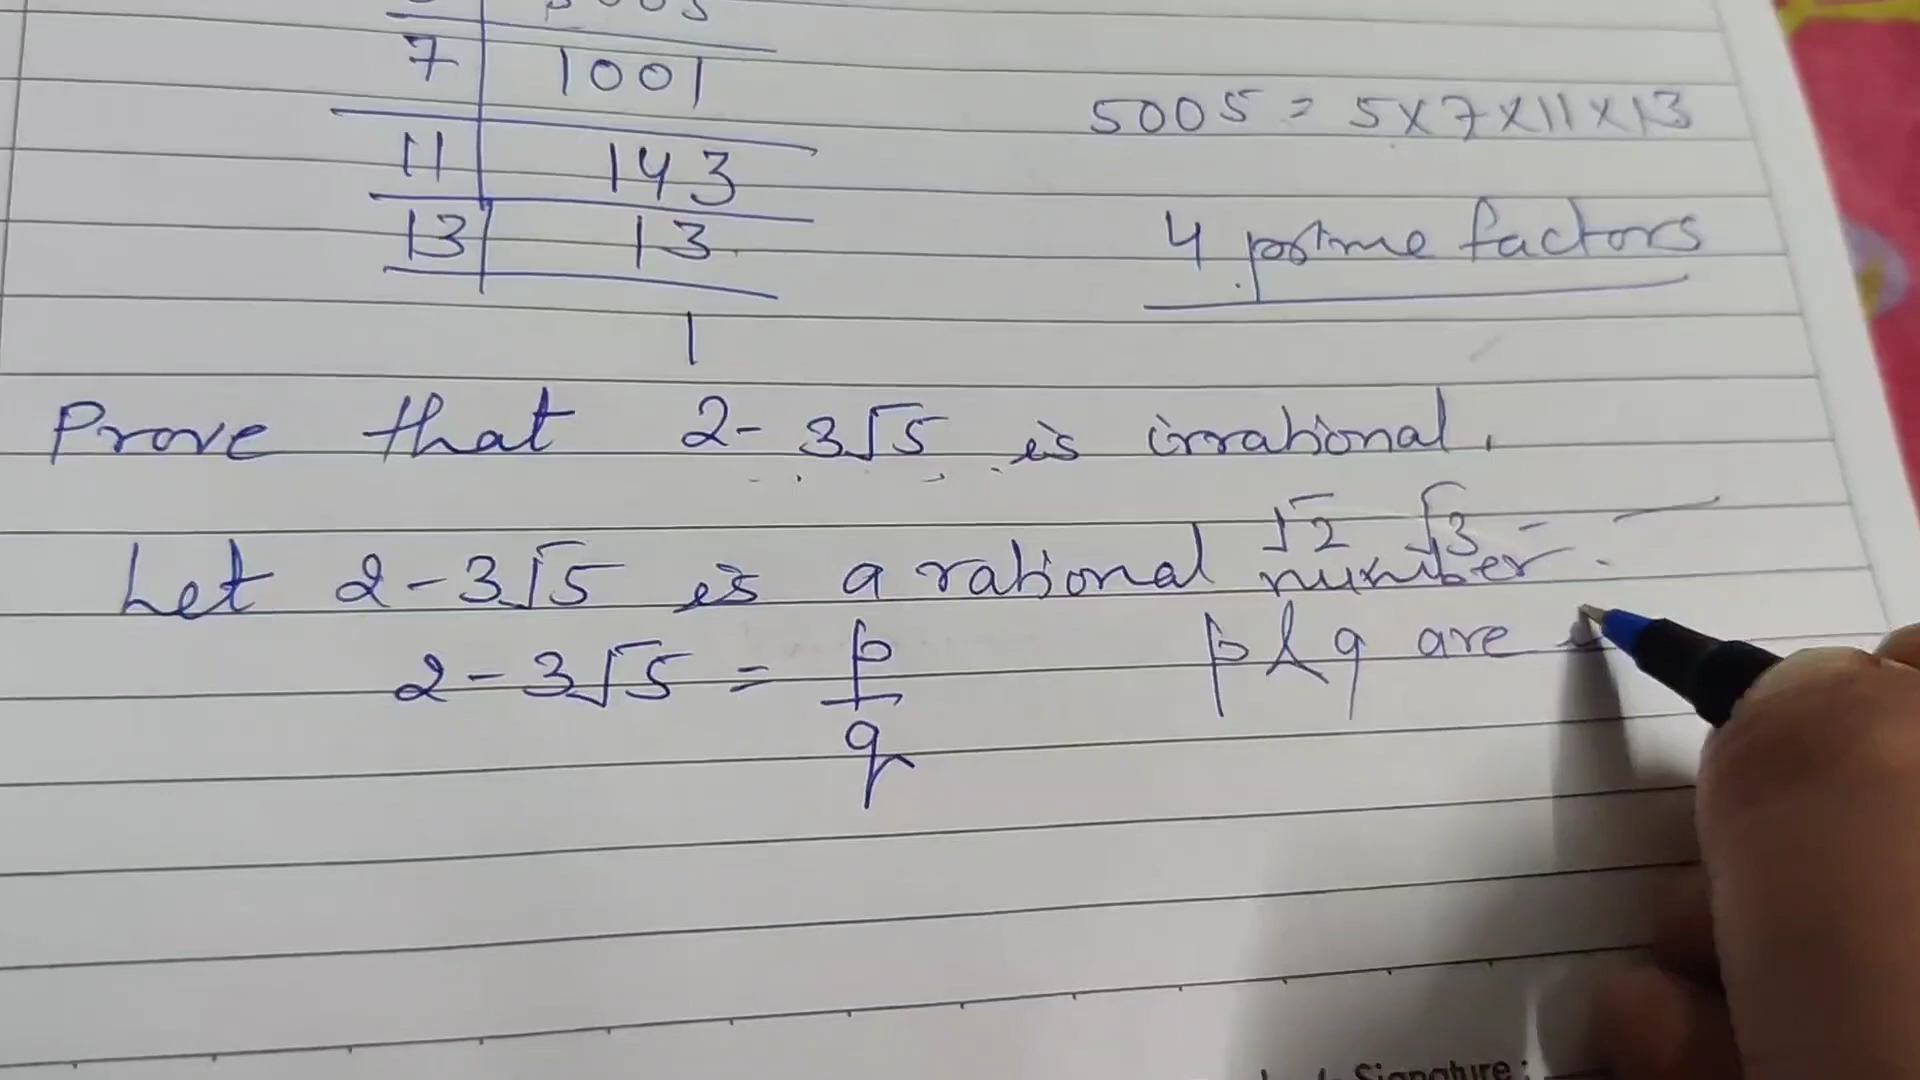 7 | 1001
5005 = 5×7×11×13
11 | 143
13 | 13
4 prime factors
1
Prove that 2-3√5 is irrational.
√2 √3 -
Let 2-3√5 is a rational number.
2-3√5 = p/q
p & q are
Signature :